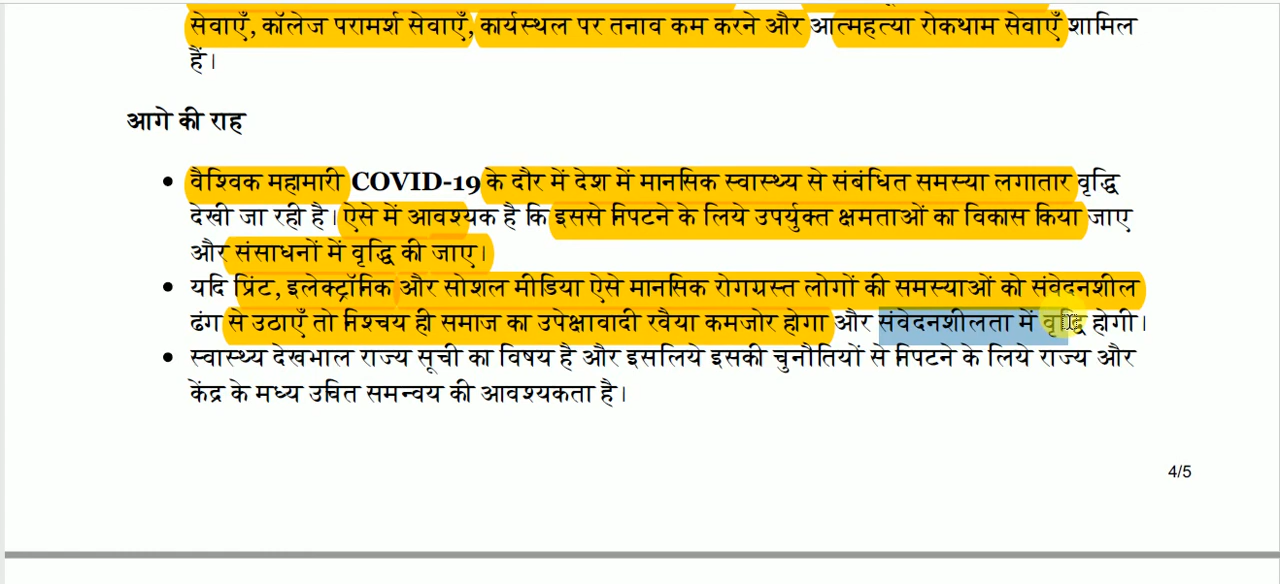 सेवाएँ, कॉलेज परामर्श सेवाएँ, कार्यस्थल पर तनाव कम करने और आत्महत्या रोकथाम सेवाएँ शामिल
हैं।
आगे की राह
• वैश्विक महामारी COVID-19 के दौर में देश में मानसिक स्वास्थ्य से संबंधित समस्या लगातार वृद्धि
देखी जा रही है। ऐसे में आवश्यक है कि इससे निपटने के लिये उपर्युक्त क्षमताओं का विकास किया जाए
और संसाधनों में वृद्धि की जाए।
• यदि प्रिंट, इलेक्ट्रॉनिक और सोशल मीडिया ऐसे मानसिक रोगग्रस्त लोगों की समस्याओं को संवेदनशील
ढंग से उठाएँ तो निश्चय ही समाज का उपेक्षावादी रवैया कमजोर होगा और संवेदनशीलता में वृद्धि होगी।
• स्वास्थ्य देखभाल राज्य सूची का विषय है और इसलिये इसकी चुनौतियों से निपटने के लिये राज्य और
केंद्र के मध्य उचित समन्वय की आवश्यकता है।
4/5